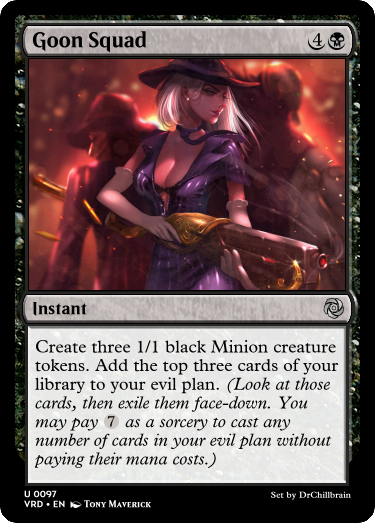 Goon Squad 4
Instant
Create three 1/1 black Minion creature
tokens. Add the top three cards of your
library to your evil plan. (Look at those
cards, then exile them face-down. You
may pay 7 as a sorcery to cast any
number of cards in your evil plan without
paying their mana costs.)
U 0097
VRD • EN Tony Maverick
Set by DrChillbrain